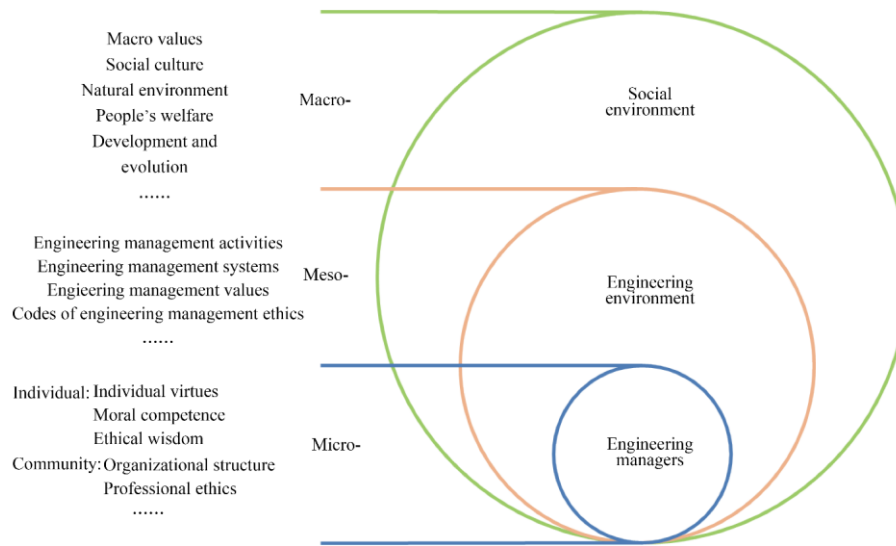 Macro values
Social culture
Natural environment
People's welfare
Development and
evolution
......
Macro-
Social
environment
Engineering management activities
Engineering management systems
Engieering management values
Codes of engineering management ethics
......
Meso-
Engineering
environment
Individual: Individual virtues
Moral competence
Ethical wisdom
Community: Organizational structure
Professional ethics
......
Micro-
Engineering
managers